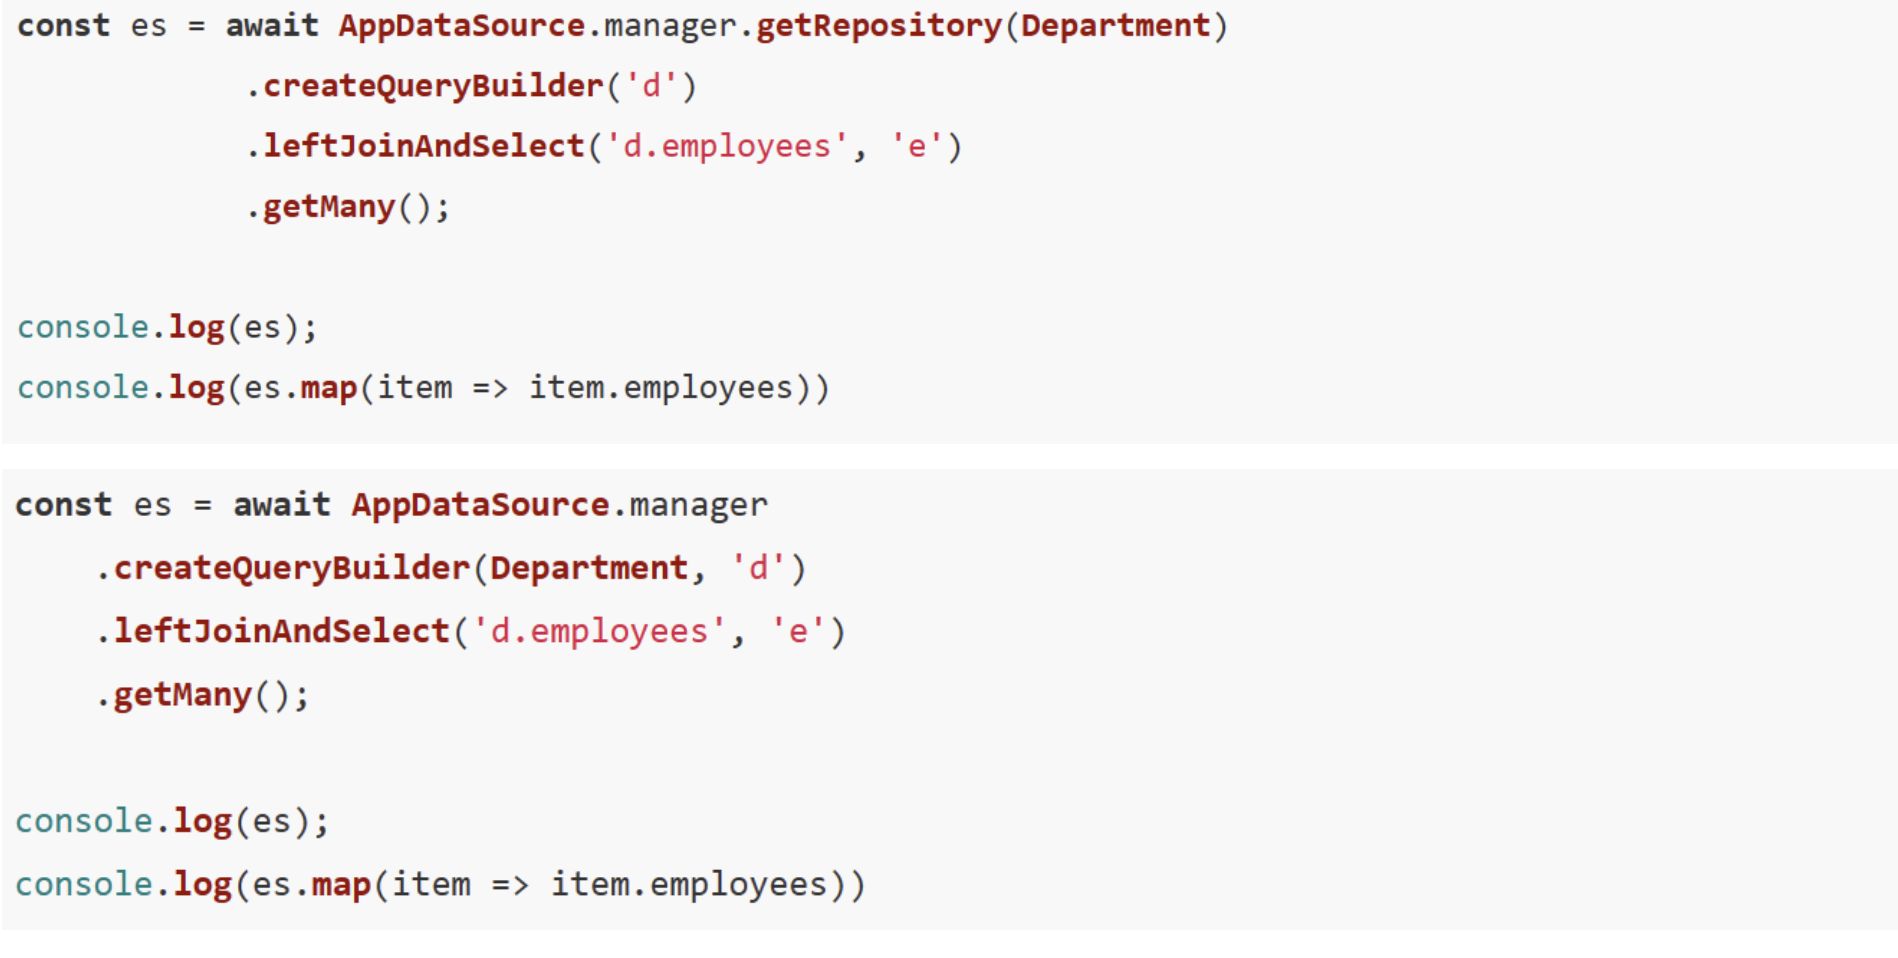 const es = await AppDataSource.manager.getRepository(Department)
            .createQueryBuilder('d')
            .leftJoinAndSelect('d.employees', 'e')
            .getMany();

console.log(es);
console.log(es.map(item => item.employees))
const es = await AppDataSource.manager
    .createQueryBuilder(Department, 'd')
    .leftJoinAndSelect('d.employees', 'e')
    .getMany();

console.log(es);
console.log(es.map(item => item.employees))